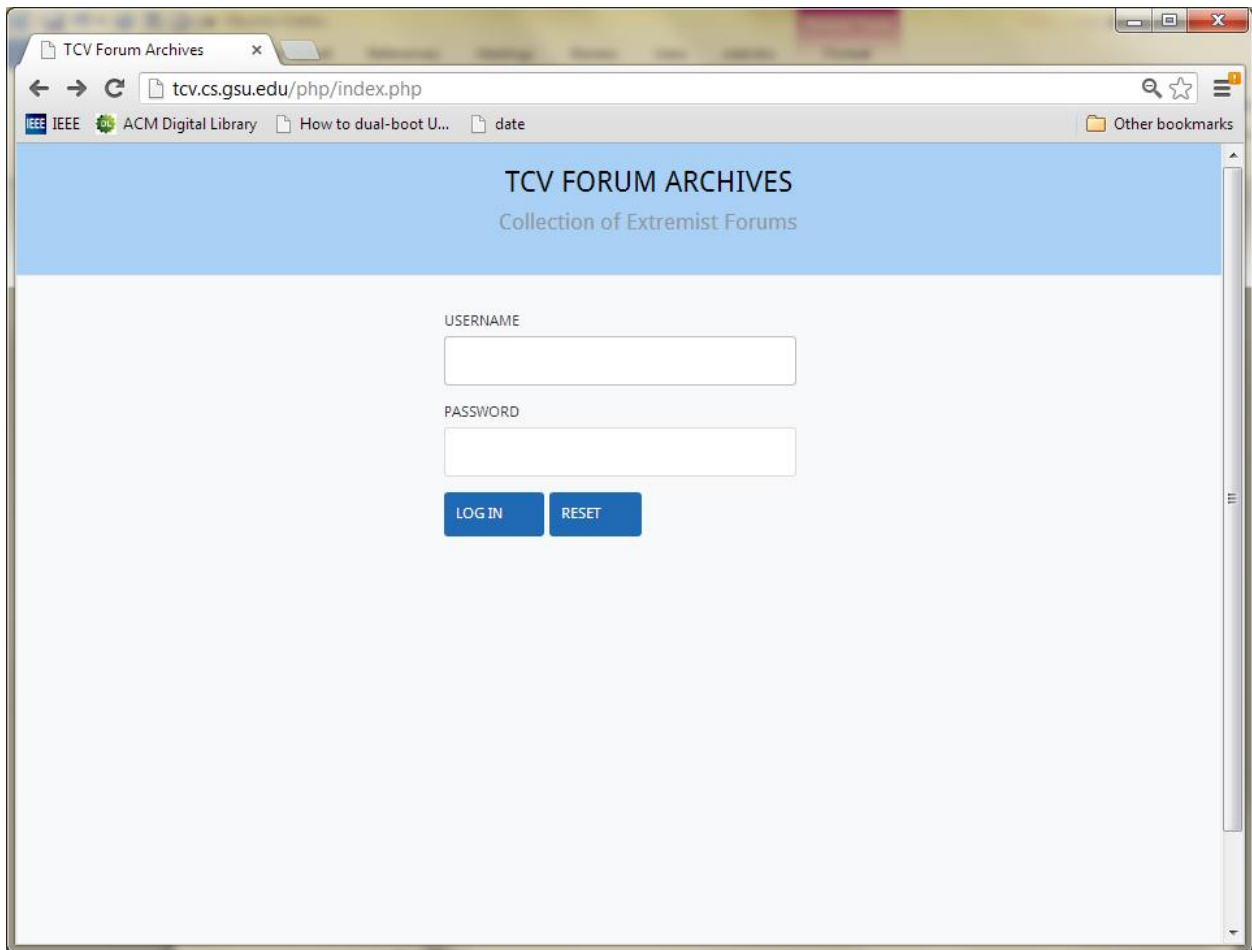 TCV Forum Archives
tcv.cs.gsu.edu/php/index.php
IEEE IEEE ACM Digital Library How to dual-boot U... date Other bookmarks
TCV FORUM ARCHIVES
Collection of Extremist Forums
USERNAME
PASSWORD
LOG IN RESET